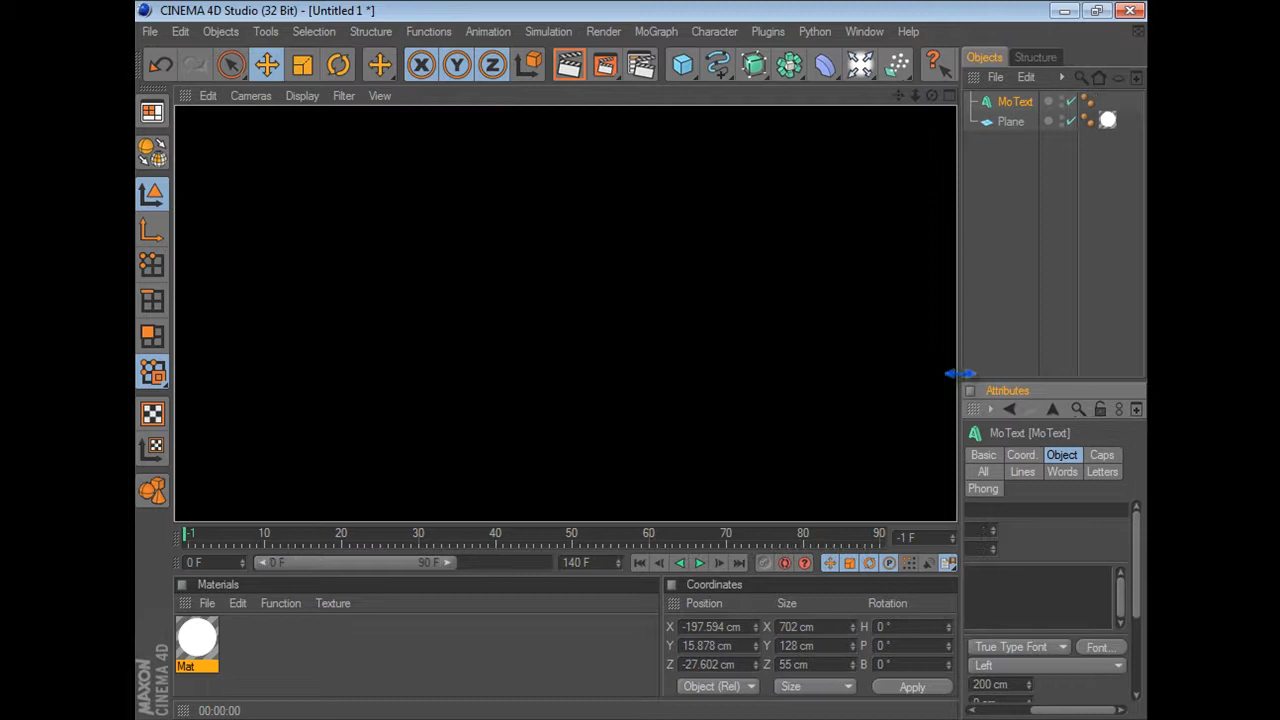 CINEMA 4D Studio (32 Bit) - [Untitled 1 *]
File Edit Objects Tools Selection Structure Functions Animation Simulation Render MoGraph Character Plugins Python Window Help
X Y Z
Objects Structure
File Edit
Edit Cameras Display Filter View
MoText
Plane
Attributes
MoText [MoText]
Basic Coord. Object Caps
All Lines Words Letters
Phong
-1 10 20 30 40 50 60 70 80 90 -1 F
0 F 0 F 90 F 140 F
True Type Font Font...
Left
200 cm
Materials
File Edit Function Texture
Mat
Coordinates
Position Size Rotation
X -197.594 cm X 702 cm H 0 °
Y 15.878 cm Y 128 cm P 0 °
Z -27.602 cm Z 55 cm B 0 °
Object (Rel) Size Apply
00:00:00
MAXON
CINEMA 4D